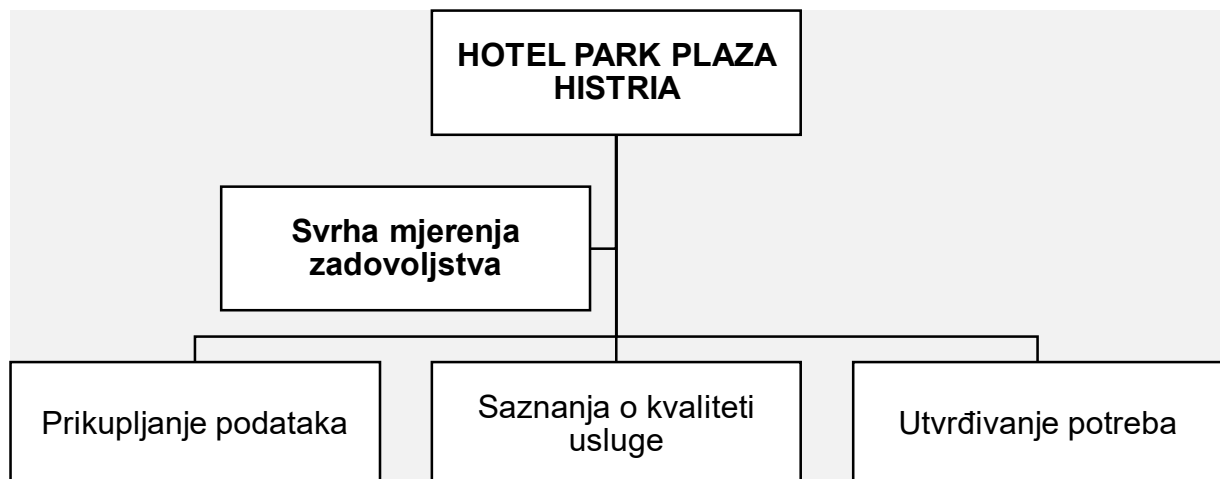 HOTEL PARK PLAZA
HISTRIA
Svrha mjerenja
zadovoljstva
Prikupljanje podataka
Saznanja o kvaliteti
usluge
Utvrđivanje potreba